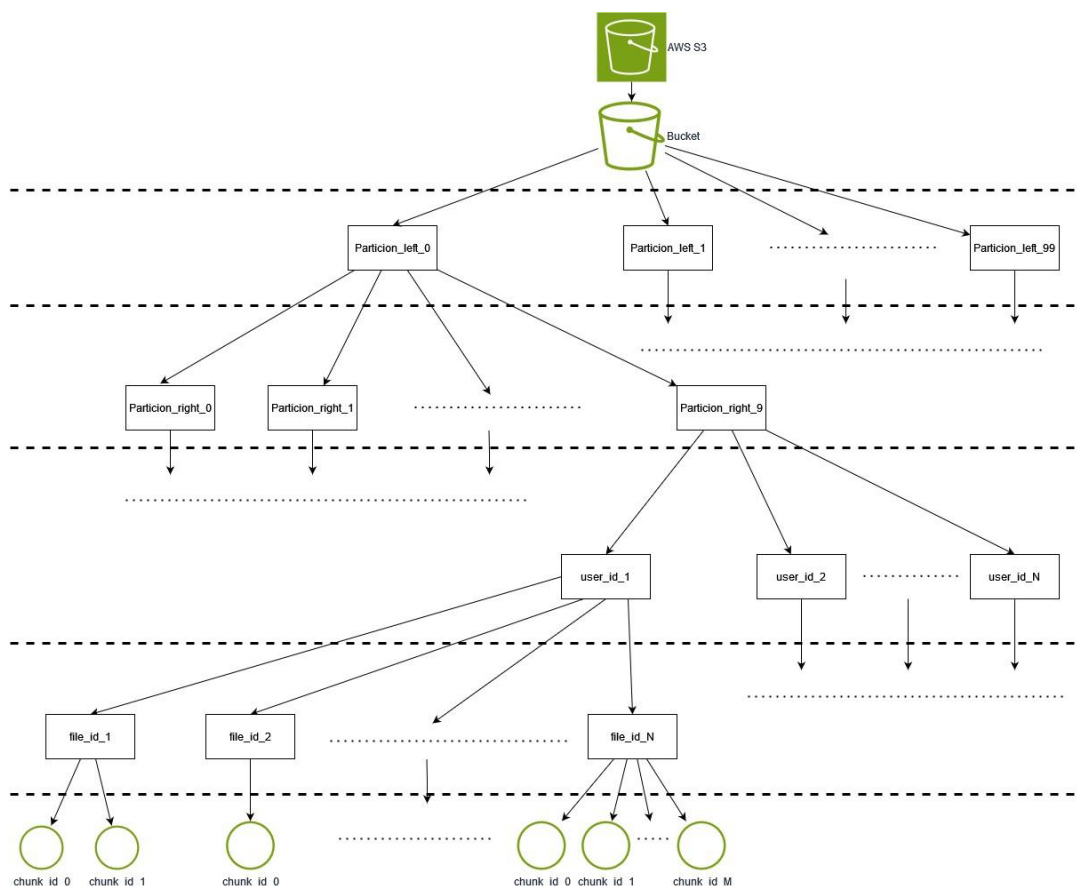 AWS S3
Bucket
Particion_left_0
Particion_left_1
Particion_left_99
Particion_right_0
Particion_right_1
Particion_right_9
user_id_1
user_id_2
user_id_N
file_id_1
file_id_2
file_id_N
chunk_id_0
chunk_id_1
chunk_id_0
chunk_id_0
chunk_id_1
chunk_id_M